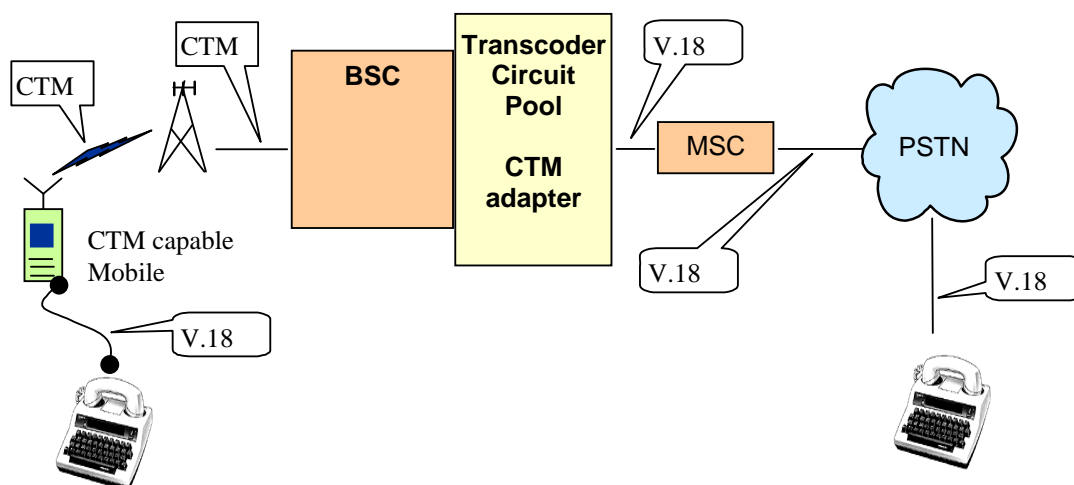 CTM
CTM
BSC
Transcoder
Circuit
Pool
CTM
adapter
V.18
MSC
PSTN
CTM capable
Mobile
V.18
V.18
V.18